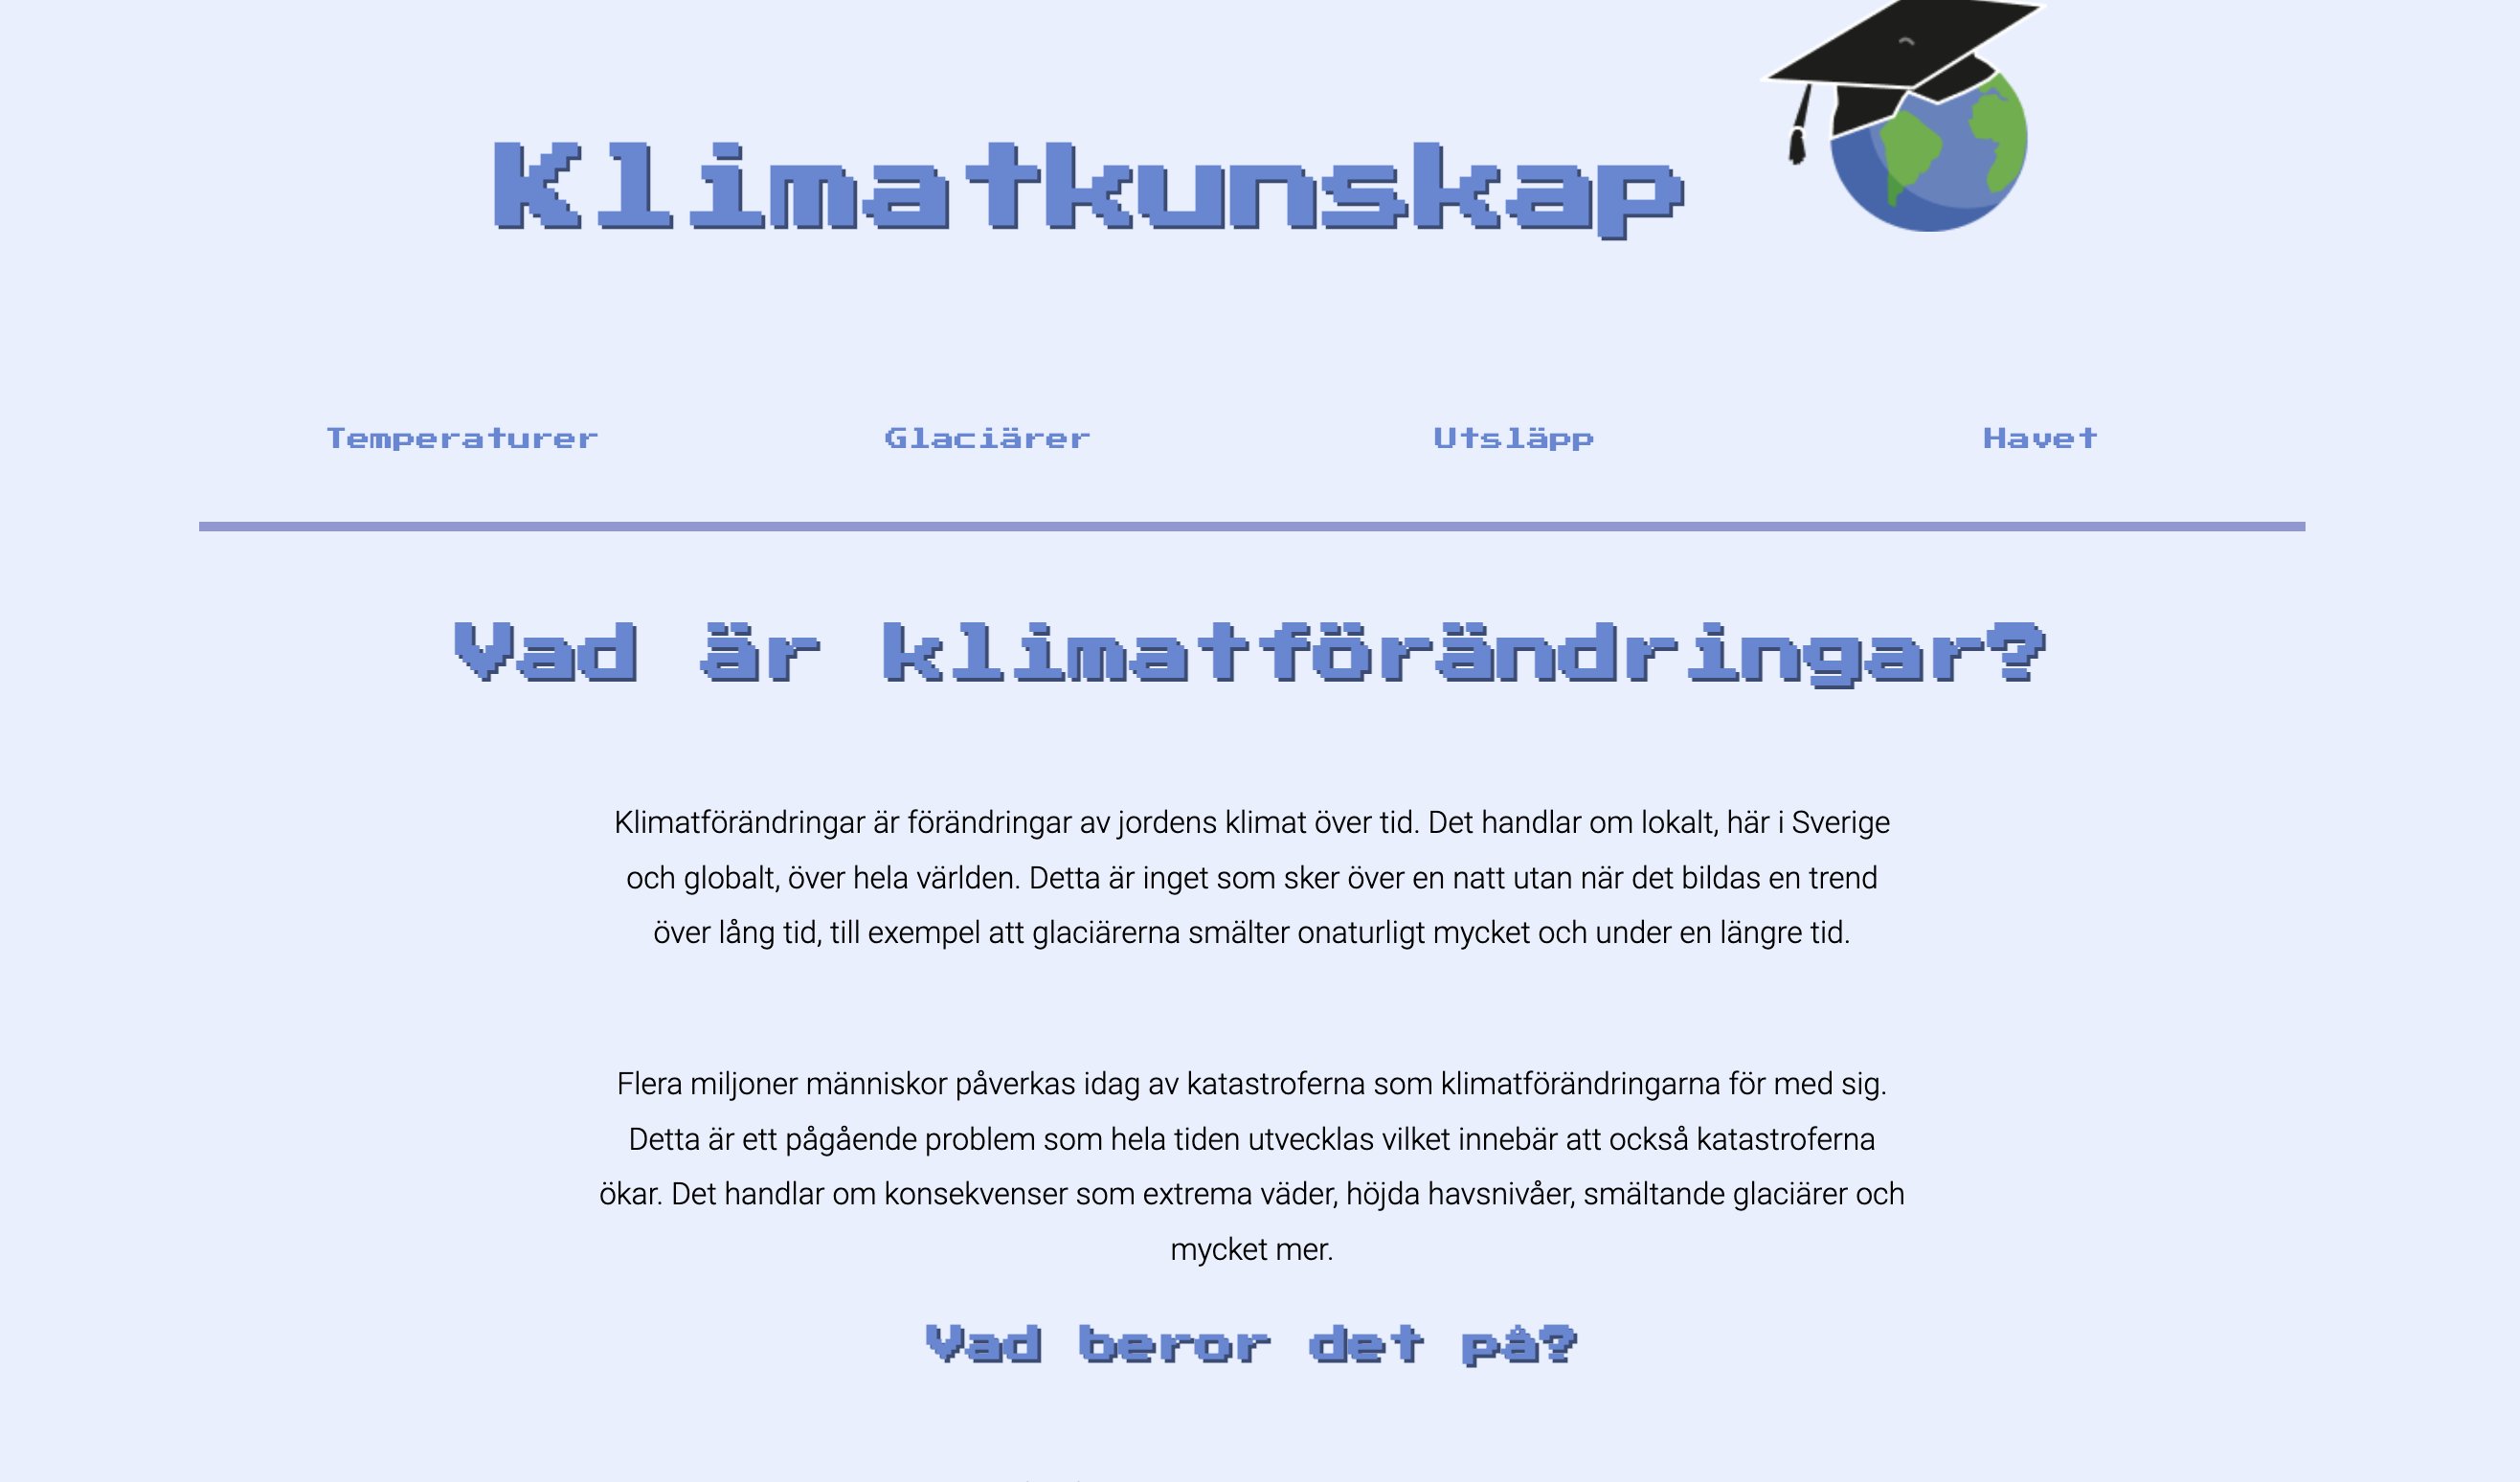 Klimatkunskap
Temperaturer Glaciärer Utsläpp Havet
Vad är klimatförändringar?
Klimatförändringar är förändringar av jordens klimat över tid. Det handlar om lokalt, här i Sverige
och globalt, över hela världen. Detta är inget som sker över en natt utan när det bildas en trend
över lång tid, till exempel att glaciärerna smälter onaturligt mycket och under en längre tid.
Flera miljoner människor påverkas idag av katastroferna som klimatförändringarna för med sig.
Detta är ett pågående problem som hela tiden utvecklas vilket innebär att också katastroferna
ökar. Det handlar om konsekvenser som extrema väder, höjda havsnivåer, smältande glaciärer och
mycket mer.
Vad beror det på?